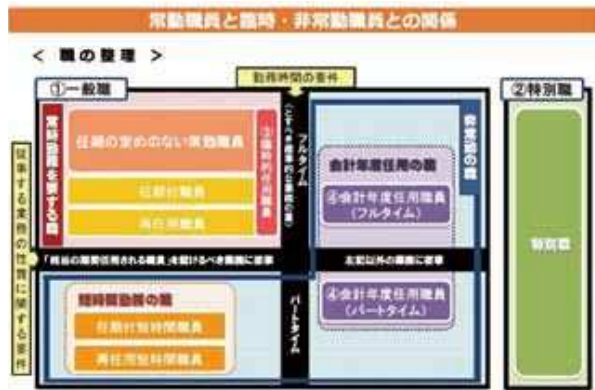 常勤職員と臨時・非常勤職員との関係
< 職の整理 >
勤務時間の要件
①一般職
②特別職
常時勤務を要する職
任期の定めのない常勤職員
任期付職員
再任用職員
③臨時的任用職員
フルタイム
非常勤の職
会計年度任用の職
④会計年度任用職員
(フルタイム)
特別職
従事する業務の性質に関する要件
左記以外の職務に従事
パートタイム
短時間勤務の職
任期付短時間職員
再任用短時間職員
④会計年度任用職員
(パートタイム)